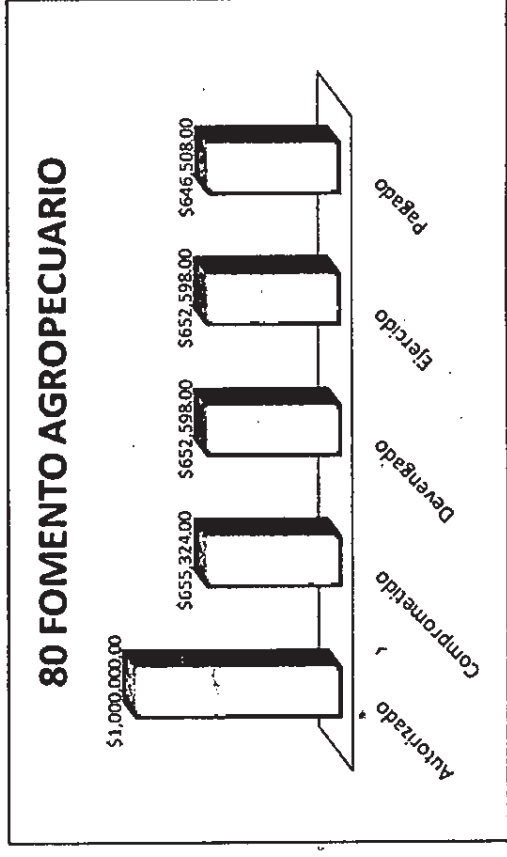 80 FOMENTO AGROPECUARIO
$1,000,000.00
$655,324.00
$652,598.00
$652,598.00
$646,508.00
Autorizado
Comprometido
Devengado
Ejercido
Pagado